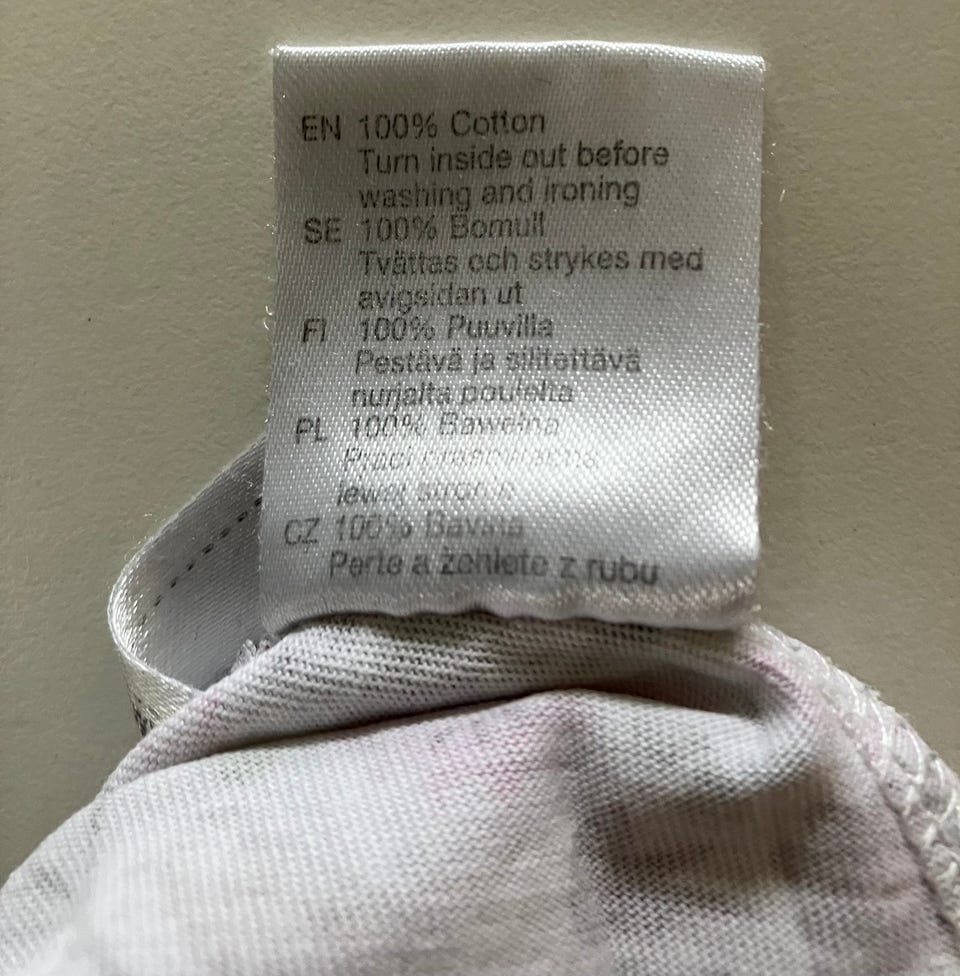 EN 100% Cotton
Turn inside out before
washing and ironing
SE 100% Bomull
Tvättas och strykes med
avigsidan ut
FI 100% Puuvilla
Pestävä ja silitettävä
nurjalta puolelta
PL 100% Bawełna
CZ 100% Bavlna
Perte a žehlete z rubu